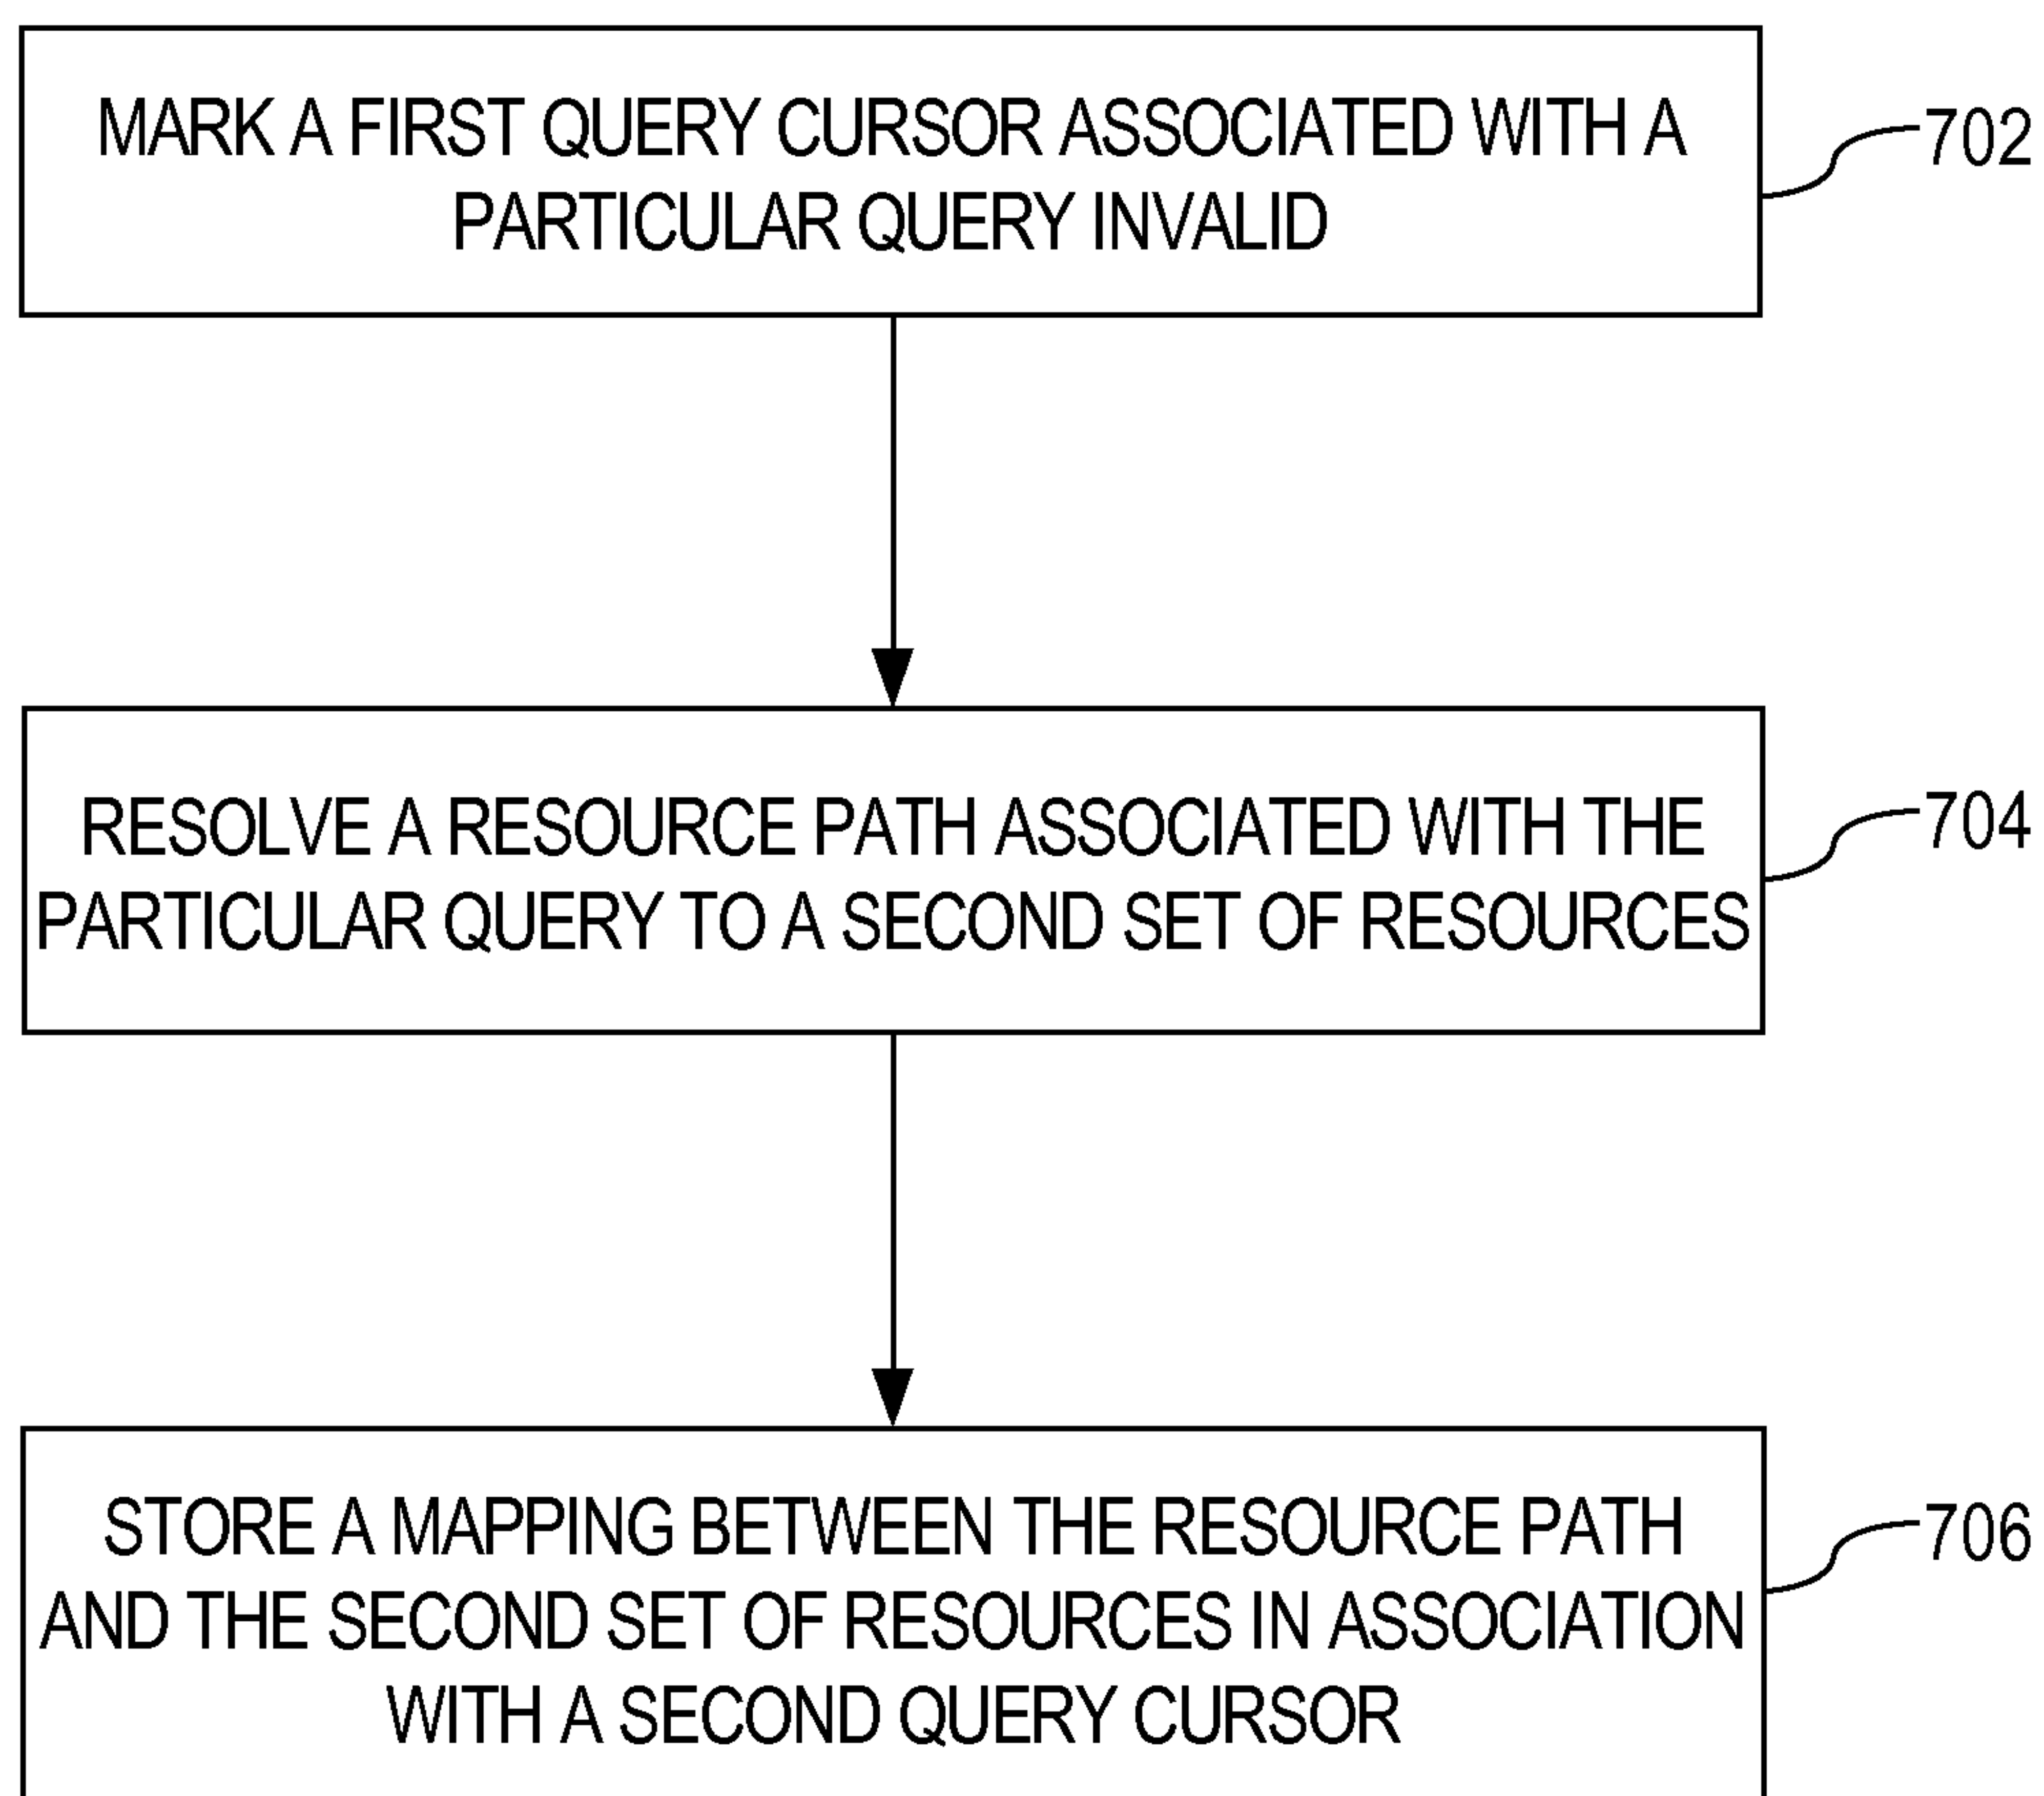 MARK A FIRST QUERY CURSOR ASSOCIATED WITH A
PARTICULAR QUERY INVALID
702
RESOLVE A RESOURCE PATH ASSOCIATED WITH THE
PARTICULAR QUERY TO A SECOND SET OF RESOURCES
704
STORE A MAPPING BETWEEN THE RESOURCE PATH
AND THE SECOND SET OF RESOURCES IN ASSOCIATION
WITH A SECOND QUERY CURSOR
706